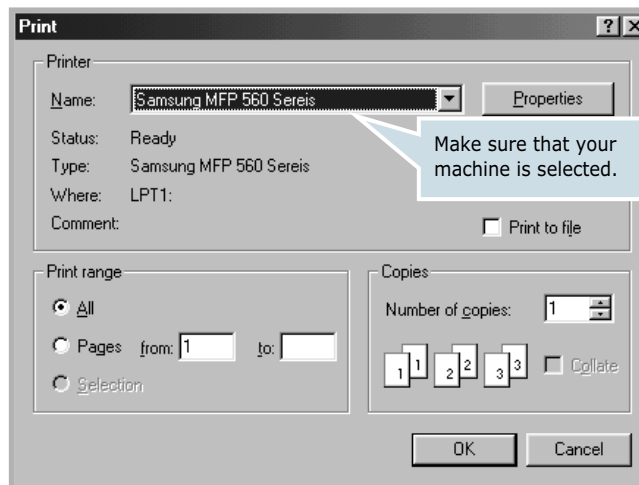 Print
Printer
Name: Samsung MFP 560 Sereis Properties
Status: Ready
Type: Samsung MFP 560 Sereis
Where: LPT1:
Comment: Print to file
Make sure that your
machine is selected.
Print range
All
Pages from: 1 to:
Selection
Copies
Number of copies: 1
1 1 2 2 3 3 Collate
OK Cancel